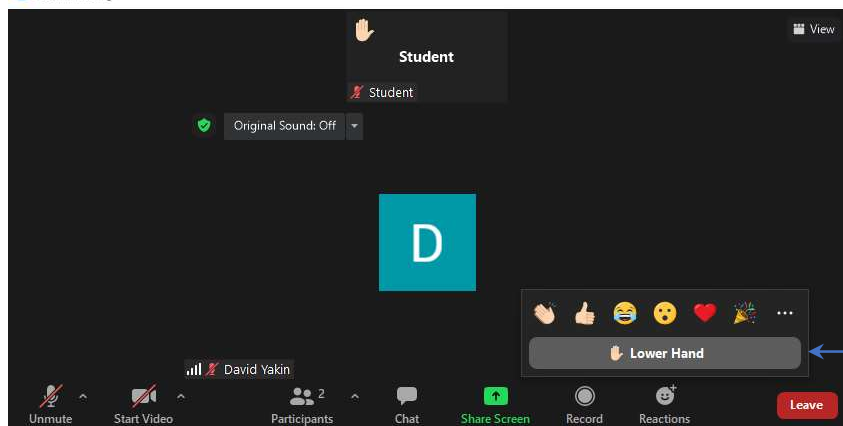 Student
View
Student
Original Sound: Off
D
Lower Hand
David Yakin
2
Unmute
Start Video
Participants
Chat
Share Screen
Record
Reactions
Leave